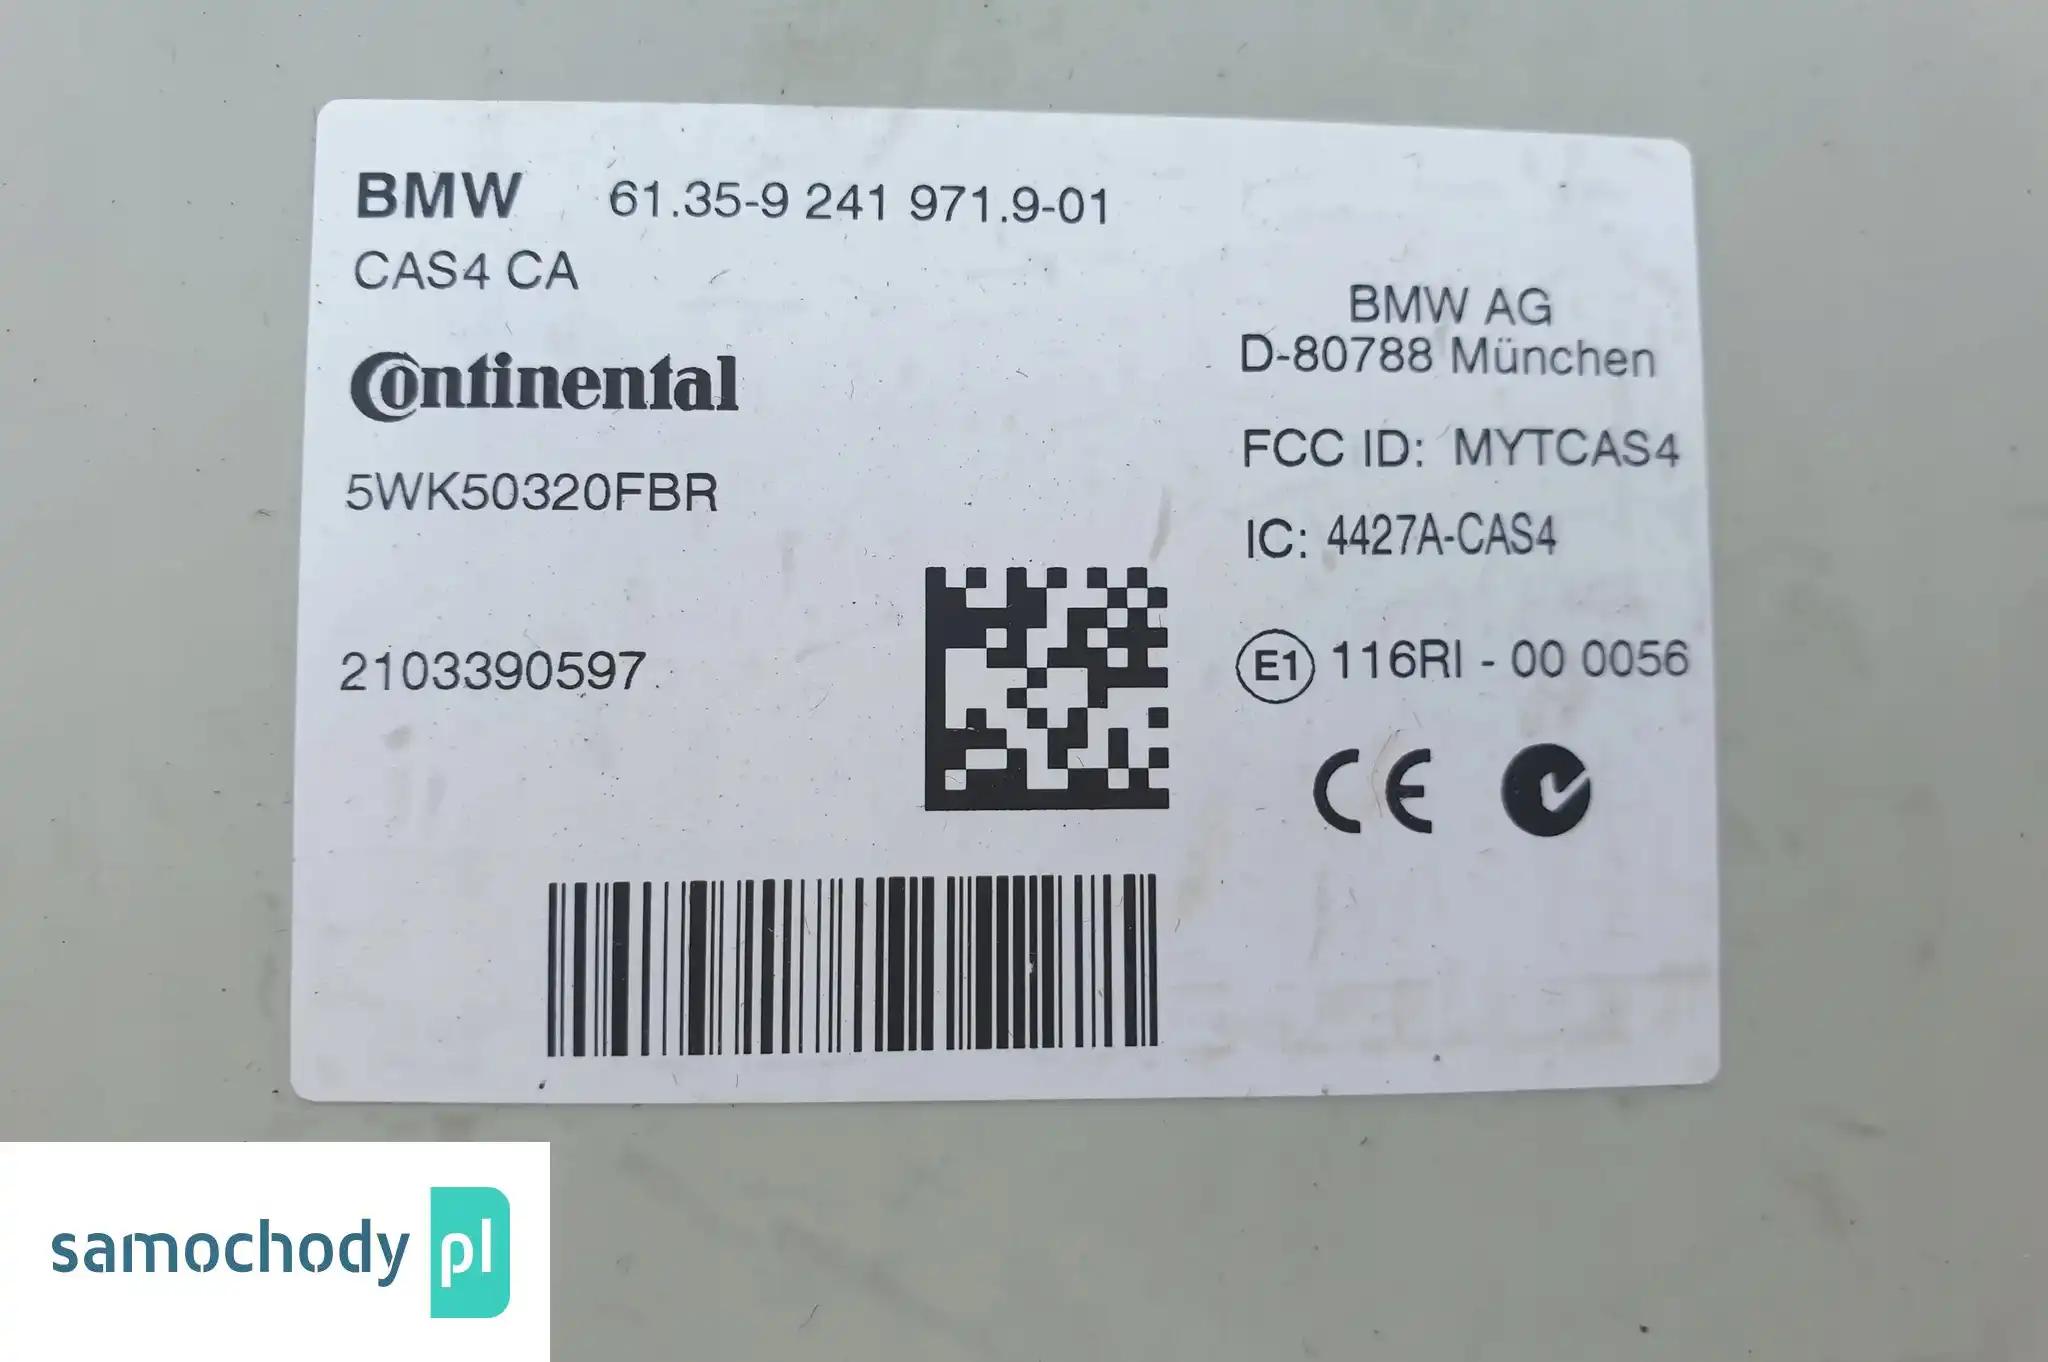 BMW 61.35-9 241 971.9-01
CAS4 CA
Continental
5WK50320FBR
2103390597
BMW AG
D-80788 München
FCC ID: MYTCAS4
IC: 4427A-CAS4
E1 116RI - 00 0056
CE
samochody pl